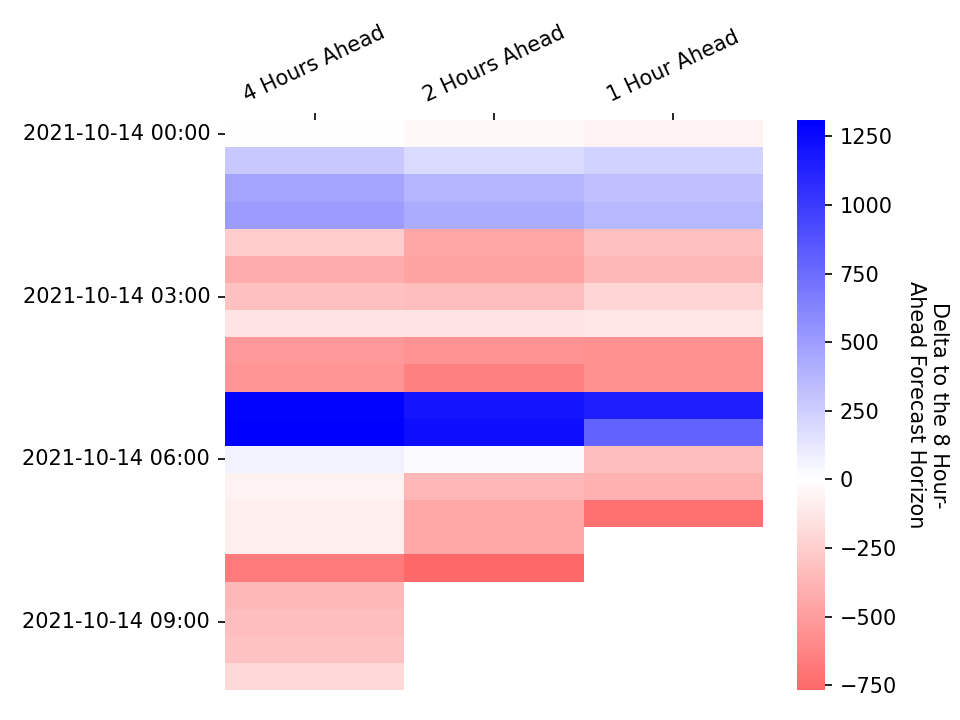 4 Hours Ahead
2 Hours Ahead
1 Hour Ahead
2021-10-14 00:00
2021-10-14 03:00
2021-10-14 06:00
2021-10-14 09:00
1250
1000
750
500
250
0
−250
−500
−750
Delta to the 8 Hour-
Ahead Forecast Horizon